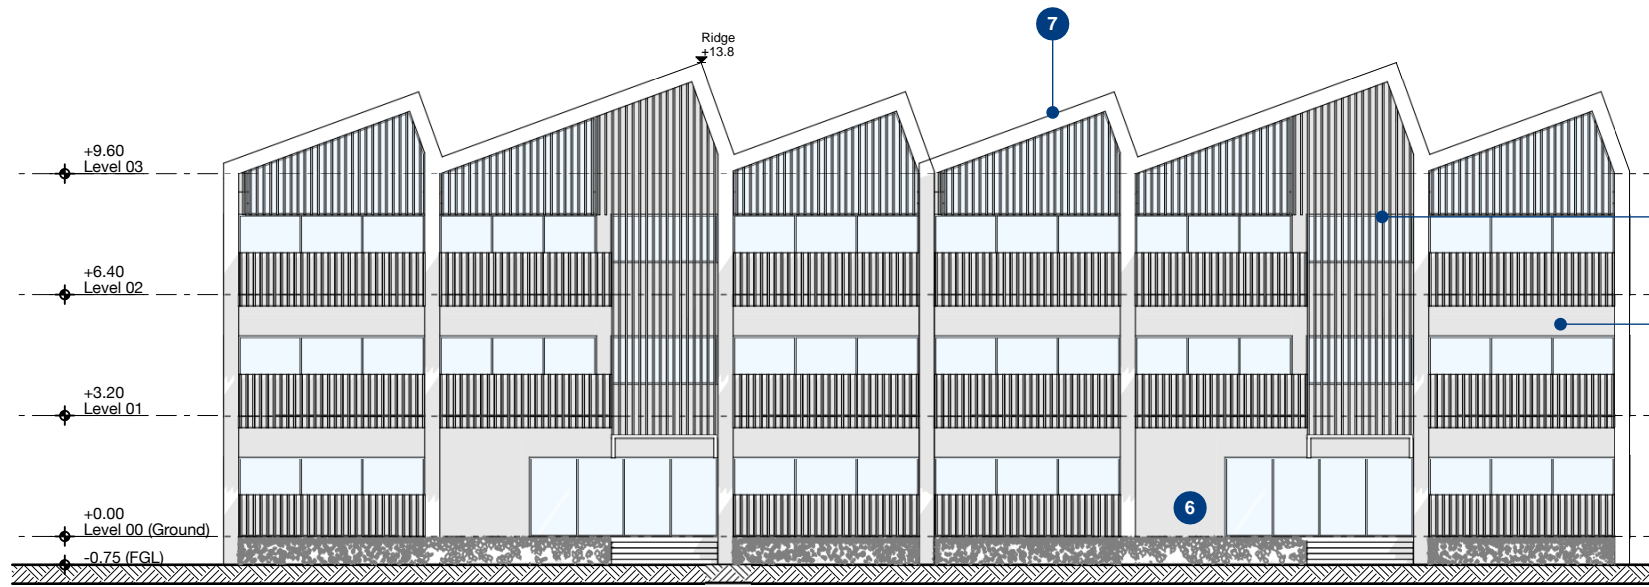 7
Ridge
+13.8
+9.60
Level 03
+6.40
Level 02
+3.20
Level 01
6
+0.00
Level 00 (Ground)
-0.75 (FGL)